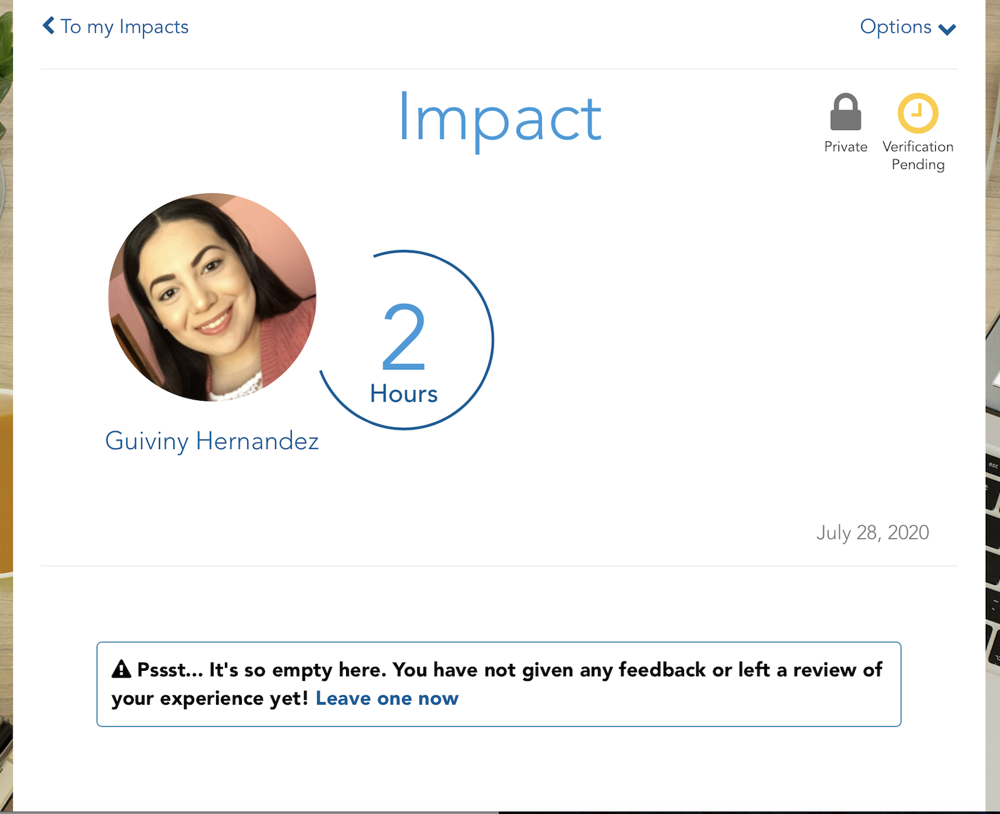 To my Impacts
Options
Impact
Private
Verification
Pending
2
Hours
Guiviny Hernandez
July 28, 2020
Pssst... It's so empty here. You have not given any feedback or left a review of
your experience yet! Leave one now
esc